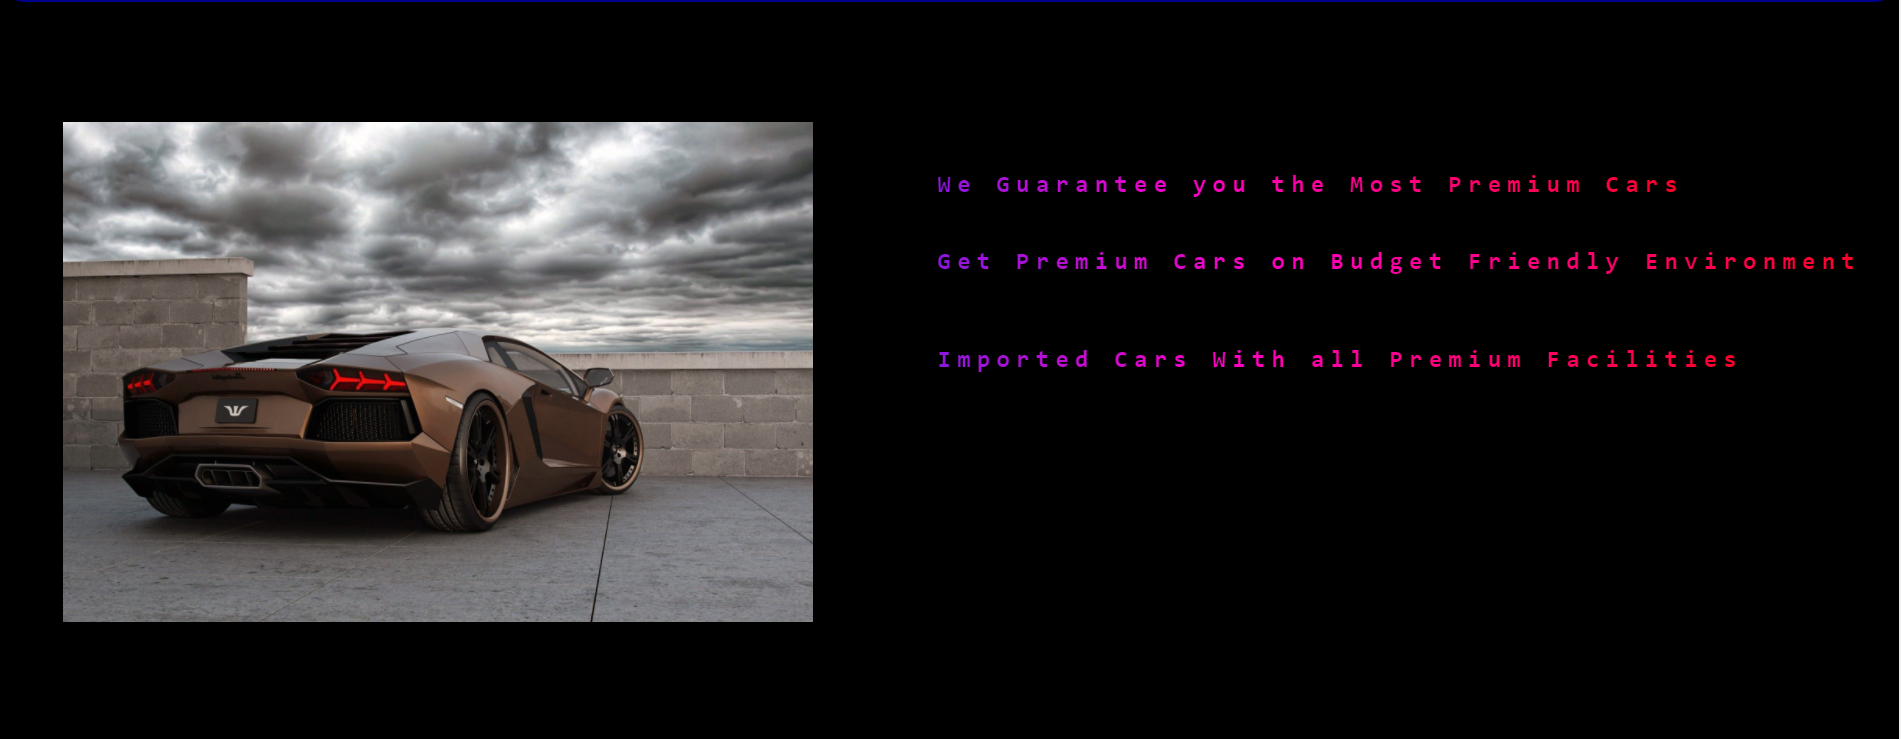 We Guarantee you the Most Premium Cars
Get Premium Cars on Budget Friendly Environment
Imported Cars With all Premium Facilities